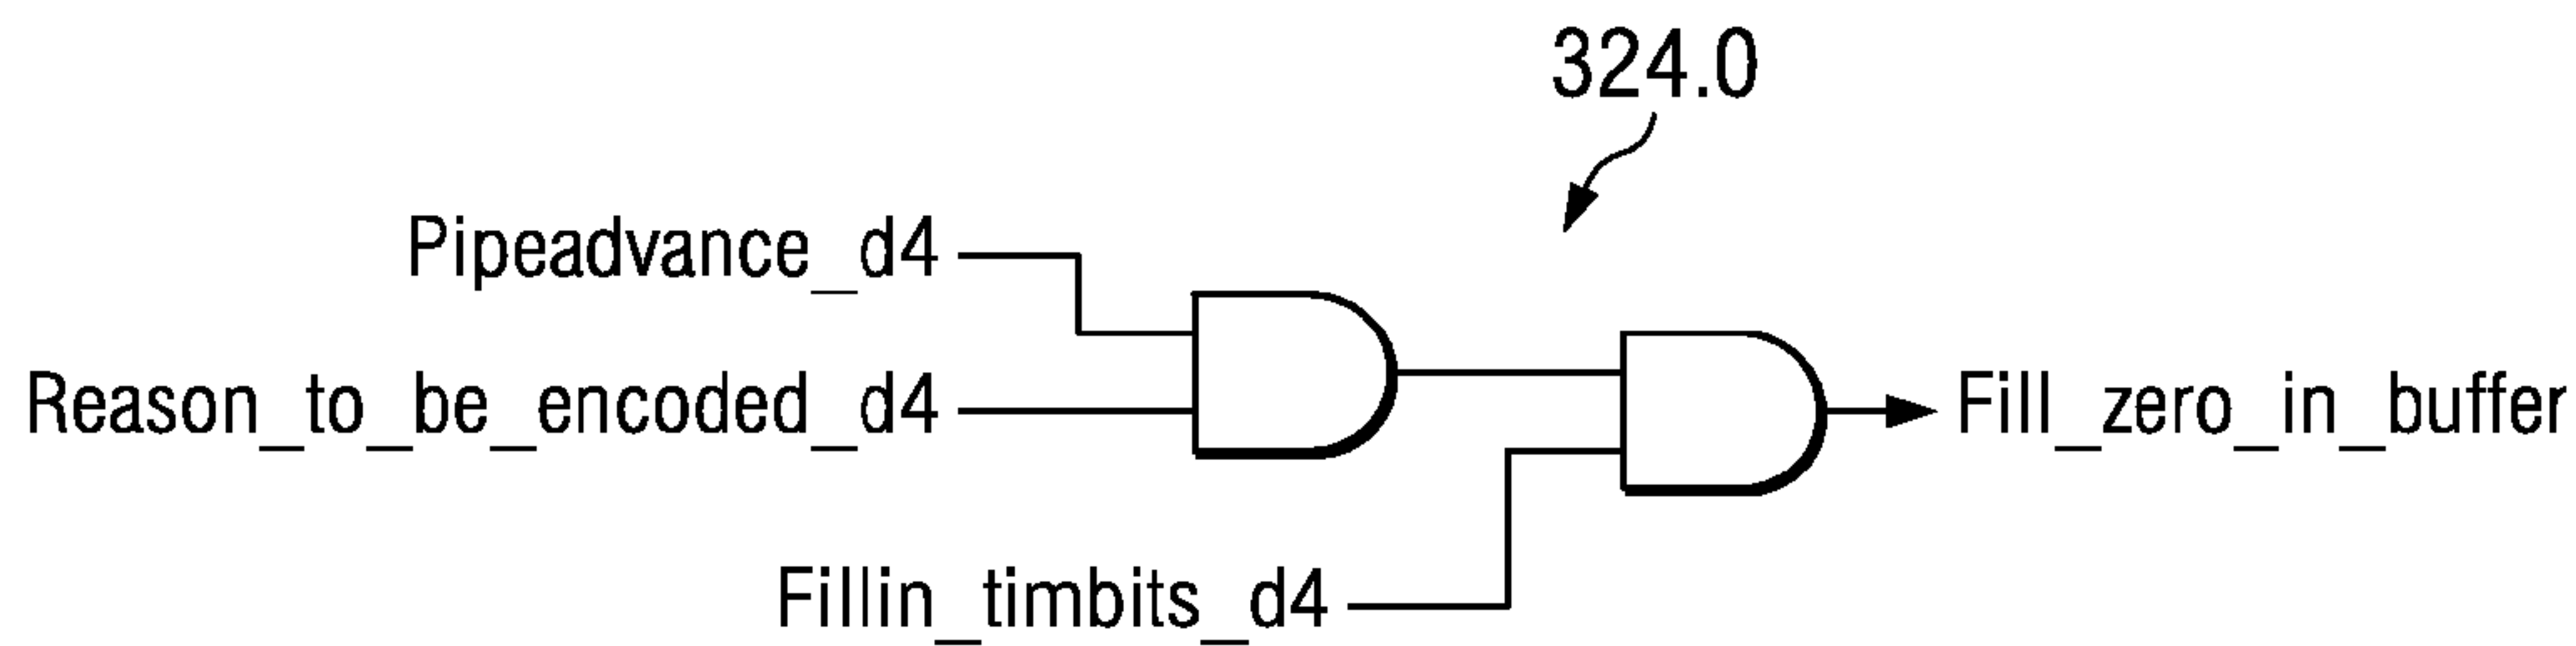 324.0
Pipeadvance_d4
Reason_to_be_encoded_d4
Fill_zero_in_buffer
Fillin_timbits_d4